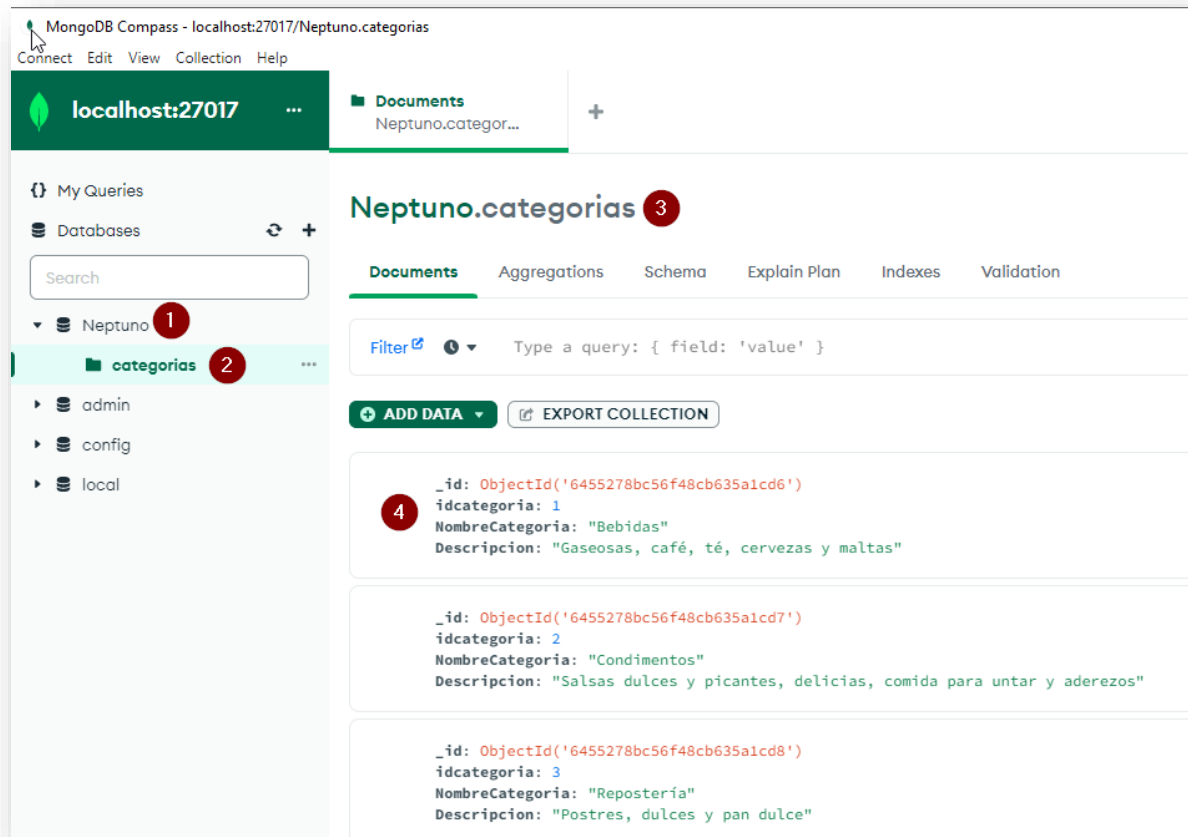 MongoDB Compass - localhost:27017/Neptuno.categorias
Connect Edit View Collection Help
localhost:27017 ...
Documents
Neptuno.categor...
+
{} My Queries
Databases
+
Search
Neptuno 1
categorias 2 ...
admin
config
local
Neptuno.categorias 3
Documents Aggregations Schema Explain Plan Indexes Validation
Filter Type a query: { field: 'value' }
ADD DATA EXPORT COLLECTION
4
_id: ObjectId('6455278bc56f48cb635a1cd6')
idcategoria: 1
NombreCategoria: "Bebidas"
Descripcion: "Gaseosas, café, té, cervezas y maltas"
_id: ObjectId('6455278bc56f48cb635a1cd7')
idcategoria: 2
NombreCategoria: "Condimentos"
Descripcion: "Salsas dulces y picantes, delicias, comida para untar y aderezos"
_id: ObjectId('6455278bc56f48cb635a1cd8')
idcategoria: 3
NombreCategoria: "Repostería"
Descripcion: "Postres, dulces y pan dulce"